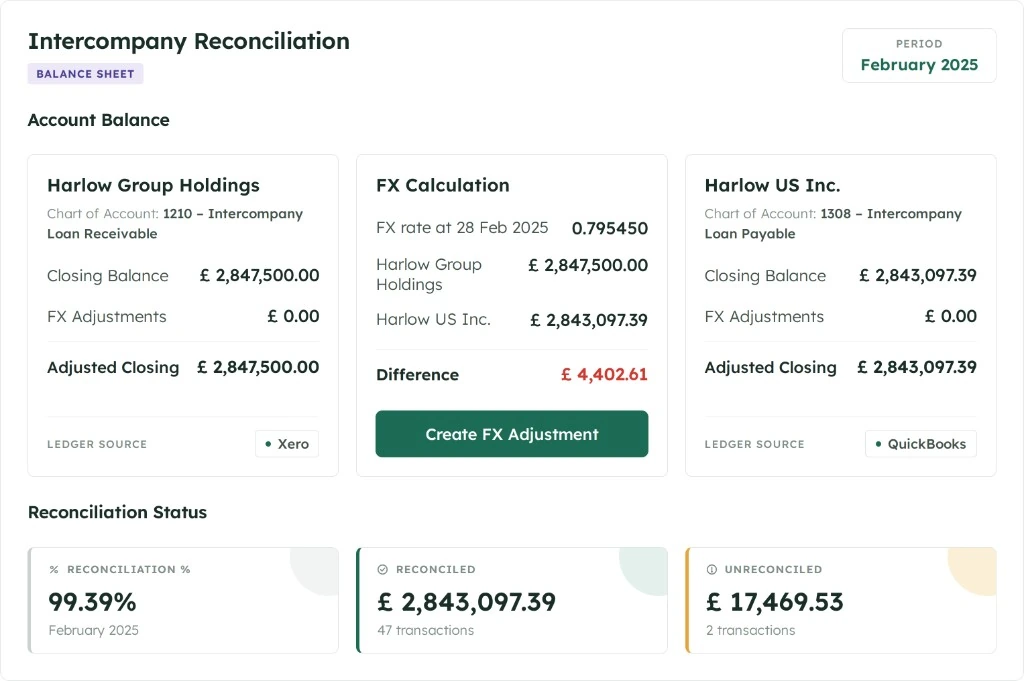 Intercompany Reconciliation
BALANCE SHEET
PERIOD
February 2025
Account Balance
Harlow Group Holdings
Chart of Account: 1210 – Intercompany
Loan Receivable
Closing Balance £ 2,847,500.00
FX Adjustments £ 0.00
Adjusted Closing £ 2,847,500.00
LEDGER SOURCE Xero
FX Calculation
FX rate at 28 Feb 2025 0.795450
Harlow Group £ 2,847,500.00
Holdings
Harlow US Inc. £ 2,843,097.39
Difference £ 4,402.61
Create FX Adjustment
Harlow US Inc.
Chart of Account: 1308 – Intercompany
Loan Payable
Closing Balance £ 2,843,097.39
FX Adjustments £ 0.00
Adjusted Closing £ 2,843,097.39
LEDGER SOURCE QuickBooks
Reconciliation Status
% RECONCILIATION %
99.39%
February 2025
RECONCILED
£ 2,843,097.39
47 transactions
UNRECONCILED
£ 17,469.53
2 transactions